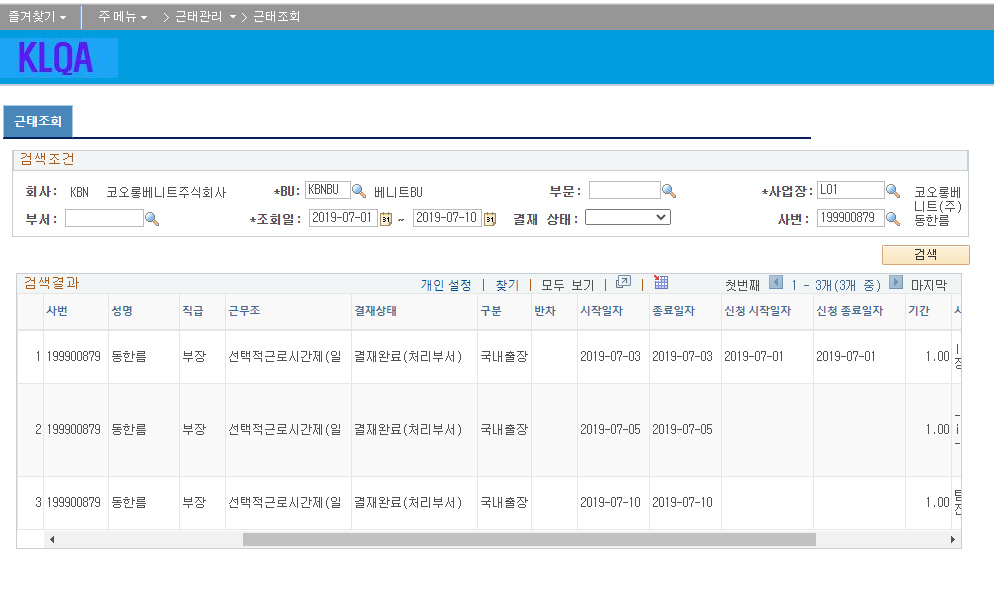 즐겨찾기 주 메뉴 > 근태관리 > 근태조회
KLQA
근태조회
검색조건
회사: KBN 코오롱베니트주식회사 *BU: KBNBU 베니트BU 부문: *사업장: L01 코오롱베니트(주)
부서: *조회일: 2019-07-01 31 ~ 2019-07-10 31 결재 상태: 사번: 199900879 동한름
검색
검색결과 개인 설정 | 찾기 | 모두 보기 | | 첫번째 1 - 3개(3개 중) 마지막
사번 성명 직급 근무조 결재상태 구분 반차 시작일자 종료일자 신청 시작일자 신청 종료일자 기간
1 199900879 동한름 부장 선택적근로시간제(일 결재완료(처리부서) 국내출장 2019-07-03 2019-07-03 2019-07-01 2019-07-01 1.00
2 199900879 동한름 부장 선택적근로시간제(일 결재완료(처리부서) 국내출장 2019-07-05 2019-07-05 1.00
3 199900879 동한름 부장 선택적근로시간제(일 결재완료(처리부서) 국내출장 2019-07-10 2019-07-10 1.00